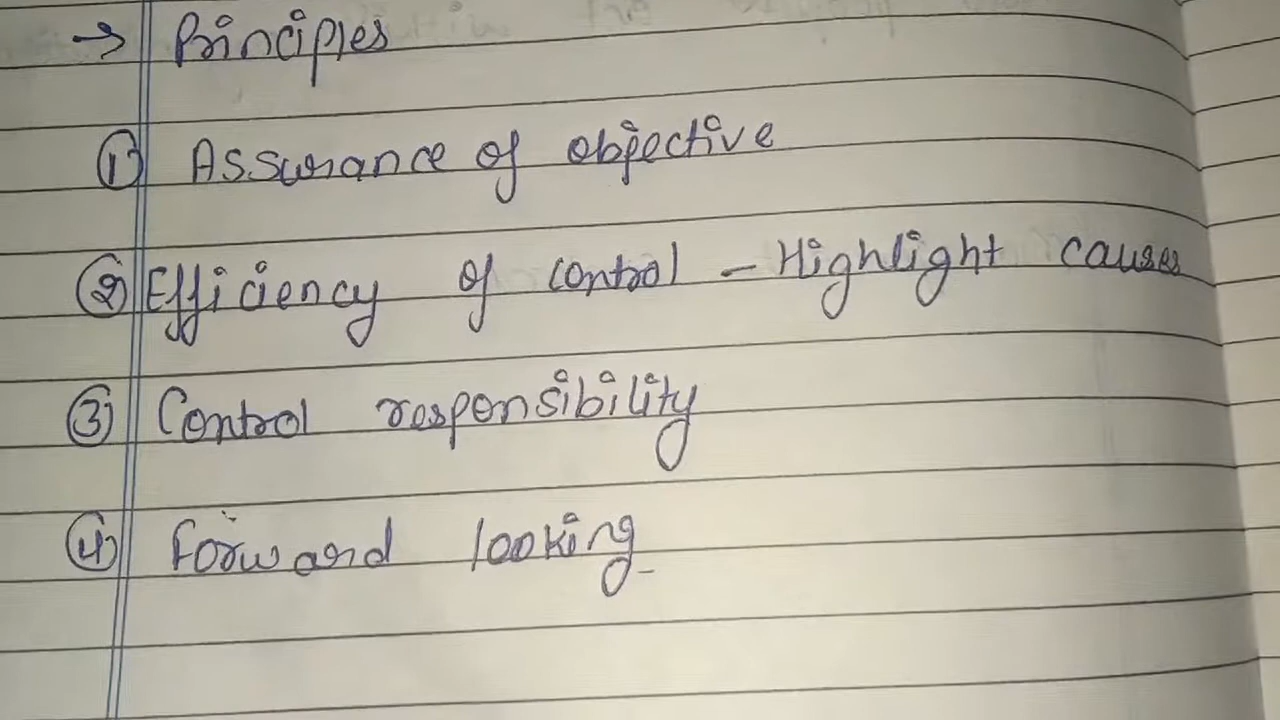 → Principles
① Assurance of objective
② Efficiency of control - Highlight causes
③ Control responsibility
④ Forward looking